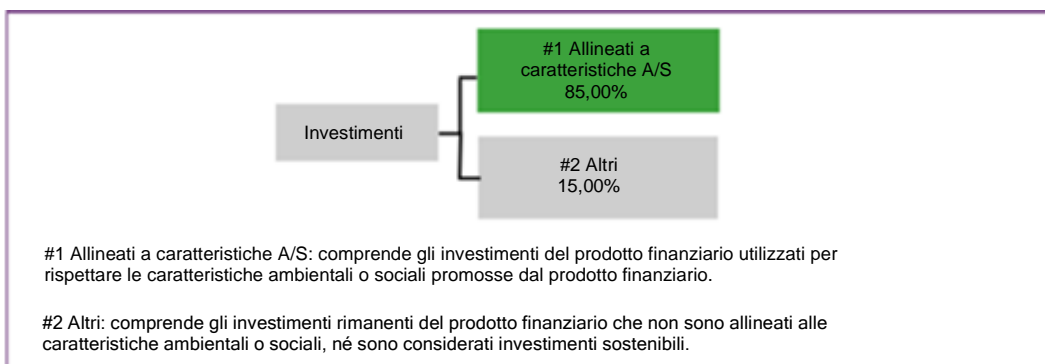 #1 Allineati a
caratteristiche A/S
85,00%
Investimenti
#2 Altri
15,00%
#1 Allineati a caratteristiche A/S: comprende gli investimenti del prodotto finanziario utilizzati per
rispettare le caratteristiche ambientali o sociali promosse dal prodotto finanziario.
#2 Altri: comprende gli investimenti rimanenti del prodotto finanziario che non sono allineati alle
caratteristiche ambientali o sociali, né sono considerati investimenti sostenibili.